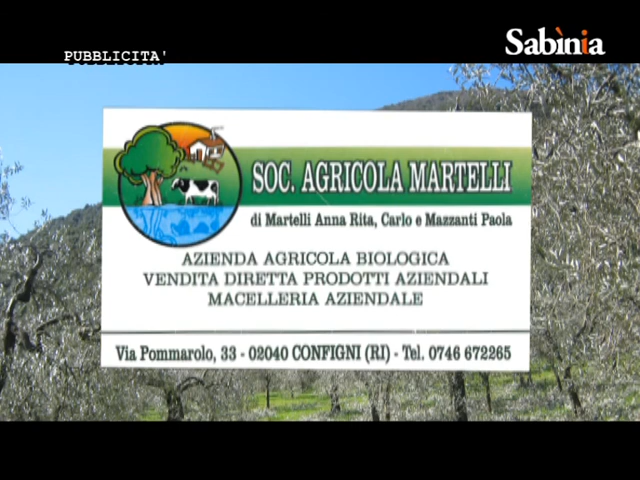 PUBBLICITA'
Sabìnia
SOC. AGRICOLA MARTELLI
di Martelli Anna Rita, Carlo e Mazzanti Paola
AZIENDA AGRICOLA BIOLOGICA
VENDITA DIRETTA PRODOTTI AZIENDALI
MACELLERIA AZIENDALE
Via Pommarolo, 33 - 02040 CONFIGNI (RI) - Tel. 0746 672265